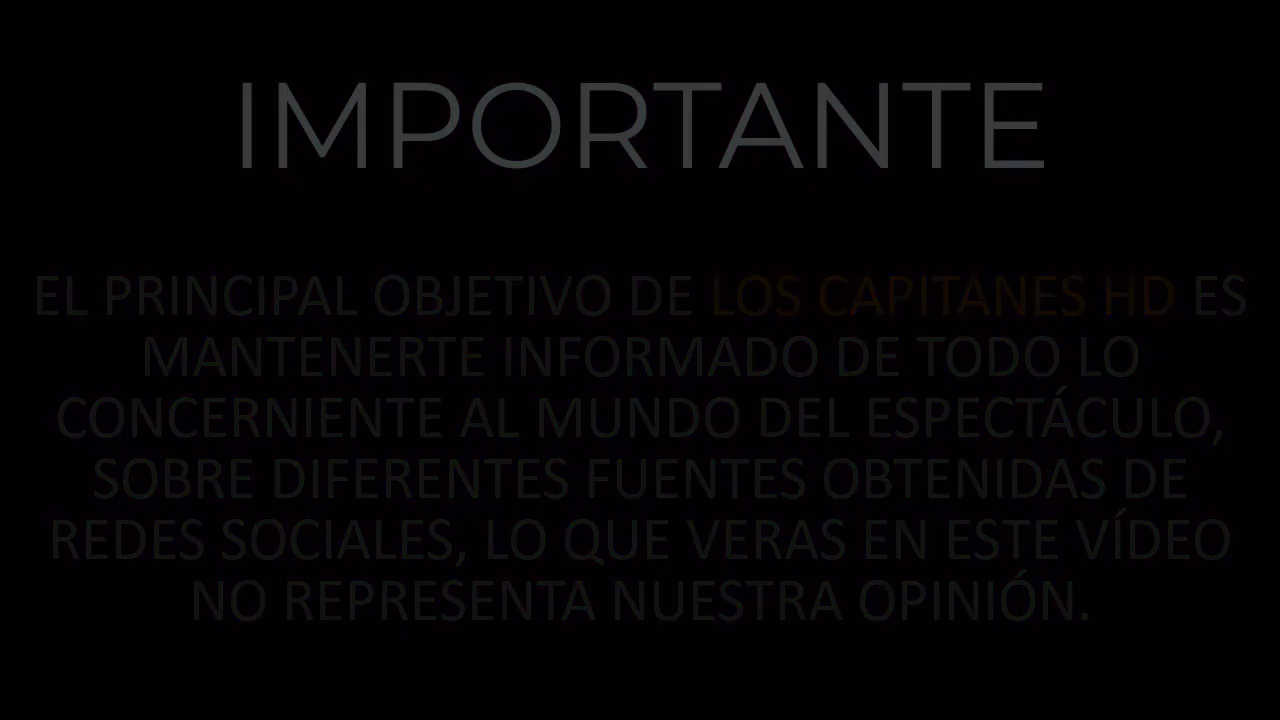 IMPORTANTE
EL PRINCIPAL OBJETIVO DE LOS CAPITANES HD ES
MANTENERTE INFORMADO DE TODO LO
CONCERNIENTE AL MUNDO DEL ESPECTÁCULO,
SOBRE DIFERENTES FUENTES OBTENIDAS DE
REDES SOCIALES, LO QUE VERAS EN ESTE VÍDEO
NO REPRESENTA NUESTRA OPINIÓN.